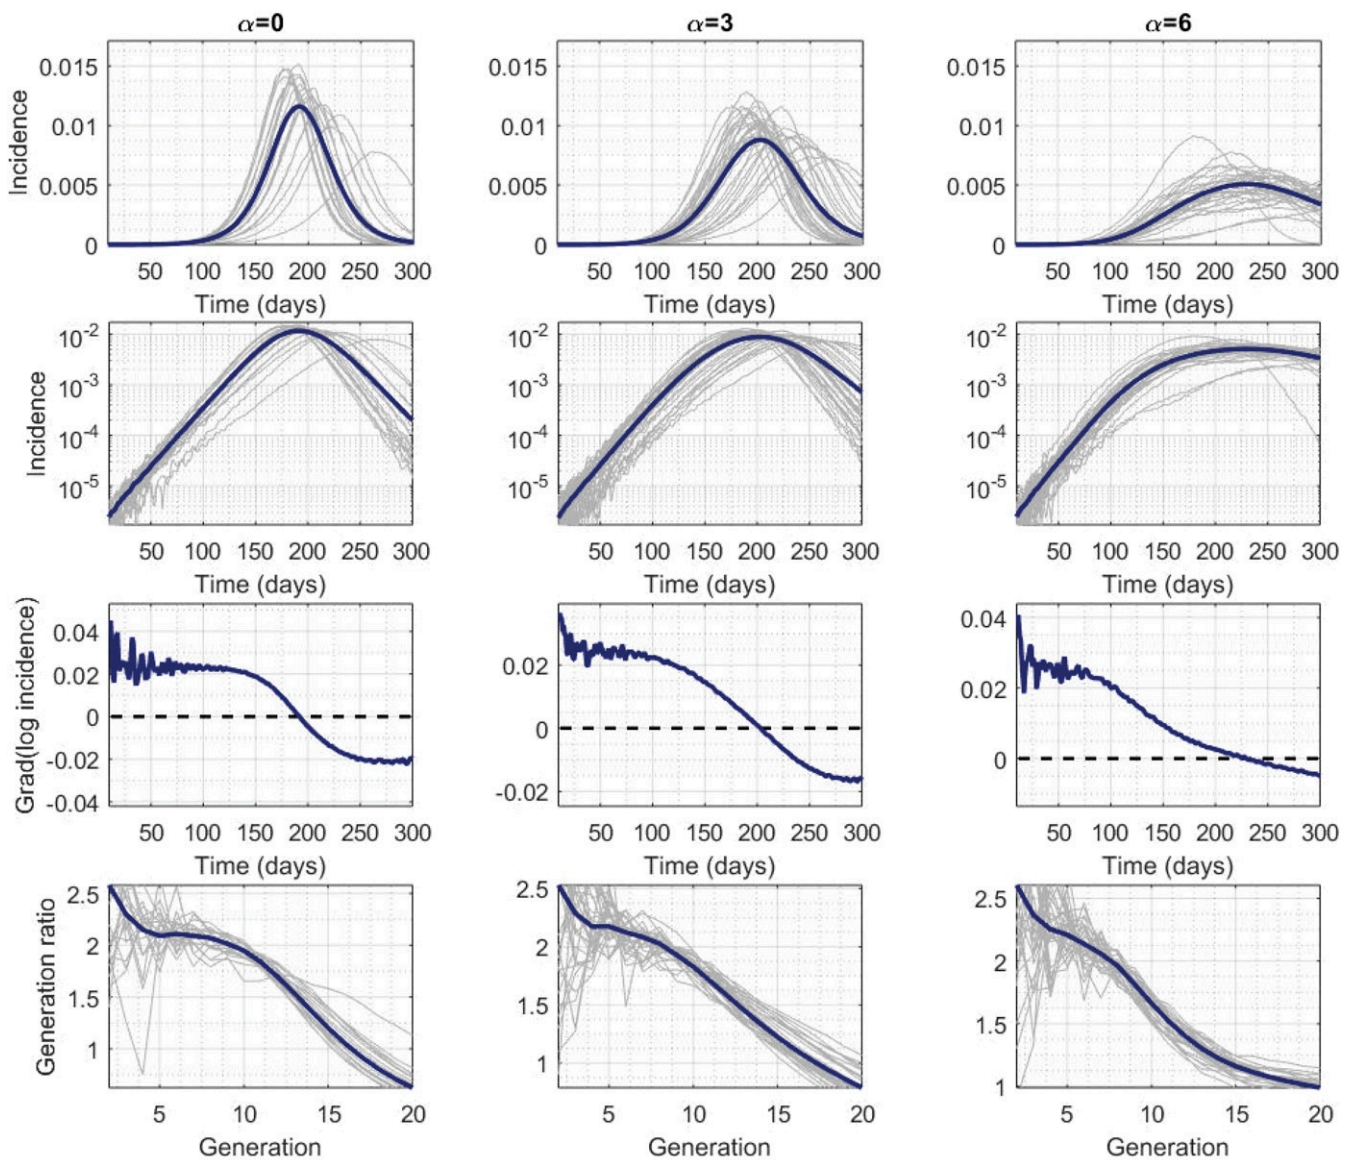 α=0 α=3 α=6
Incidence
0.015 0.015 0.015
0.01 0.01 0.01
0.005 0.005 0.005
0 0 0
50 100 150 200 250 300 50 100 150 200 250 300 50 100 150 200 250 300
Time (days) Time (days) Time (days)
Incidence
10-2 10-2 10-2
10-3 10-3 10-3
10-4 10-4 10-4
10-5 10-5 10-5
50 100 150 200 250 300 50 100 150 200 250 300 50 100 150 200 250 300
Time (days) Time (days) Time (days)
Grad(log incidence)
0.04 0.04
0.02 0.02 0.02
0 0 0
-0.02 -0.02
-0.04
50 100 150 200 250 300 50 100 150 200 250 300 50 100 150 200 250 300
Time (days) Time (days) Time (days)
Generation ratio
2.5 2.5 2.5
2 2 2
1.5 1.5 1.5
1 1 1
5 10 15 20 5 10 15 20 5 10 15 20
Generation Generation Generation